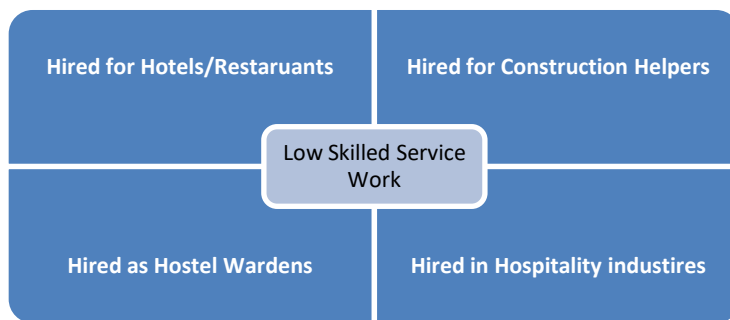 Hired for Hotels/Restaruants
Hired for Construction Helpers
Low Skilled Service
Work
Hired as Hostel Wardens
Hired in Hospitality industires